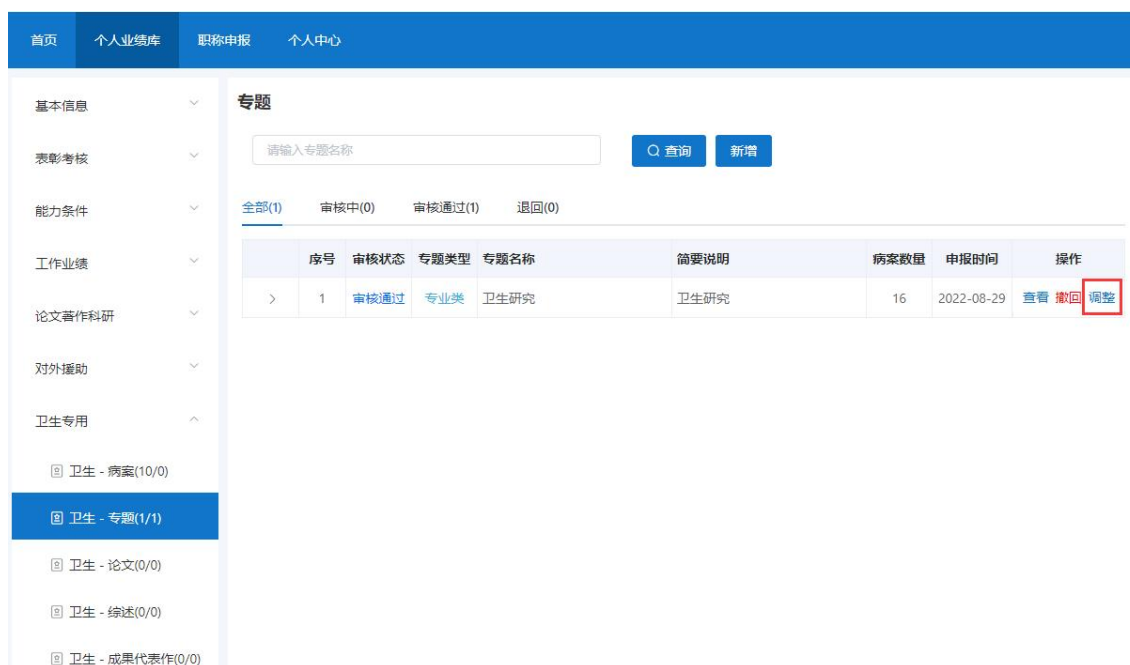 首页 个人业绩库 职称申报 个人中心
基本信息
表彰考核
能力条件
工作业绩
论文著作科研
对外援助
卫生专用
卫生 - 病案(10/0)
卫生 - 专题(1/1)
卫生 - 论文(0/0)
卫生 - 综述(0/0)
卫生 - 成果代表作(0/0)
专题
请输入专题名称 查询 新增
全部(1) 审核中(0) 审核通过(1) 退回(0)
序号 审核状态 专题类型 专题名称 简要说明 病案数量 申报时间 操作
1 审核通过 专业类 卫生研究 卫生研究 16 2022-08-29 查看 撤回 调整